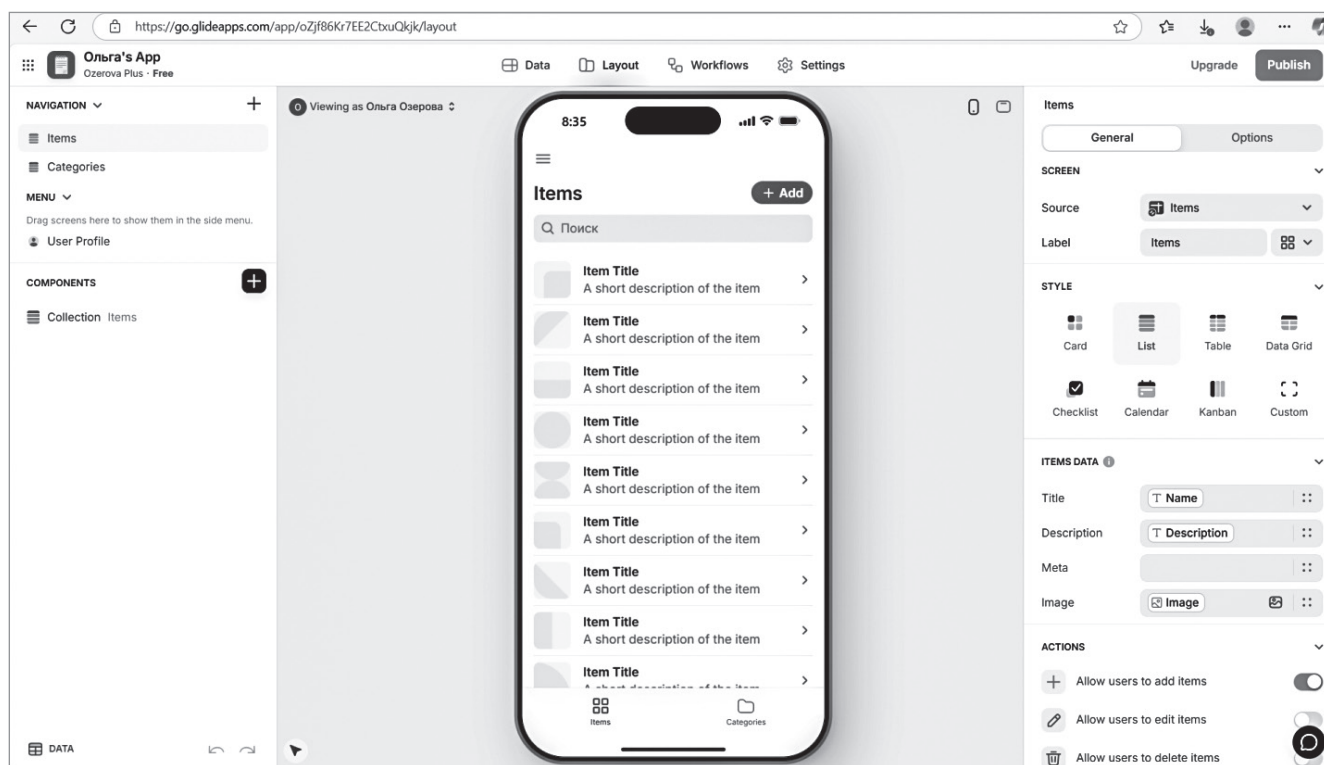 https://go.glideapps.com/app/oZjf86Kr7EE2CtxuQkjk/layout
Ольга's App
Ozerova Plus · Free
Data
Layout
Workflows
Settings
Upgrade
Publish
NAVIGATION
Items
Categories
MENU
Drag screens here to show them in the side menu.
User Profile
COMPONENTS
Collection Items
DATA
O Viewing as Ольга Озерова
8:35
Items
+ Add
Поиск
Item Title
A short description of the item
Item Title
A short description of the item
Item Title
A short description of the item
Item Title
A short description of the item
Item Title
A short description of the item
Item Title
A short description of the item
Item Title
A short description of the item
Item Title
A short description of the item
Item Title
A short description of the item
Items
Categories
Items
General
Options
SCREEN
Source
Items
Label
Items
STYLE
Card
List
Table
Data Grid
Checklist
Calendar
Kanban
Custom
ITEMS DATA
Title
T Name
Description
T Description
Meta
Image
Image
ACTIONS
Allow users to add items
Allow users to edit items
Allow users to delete items